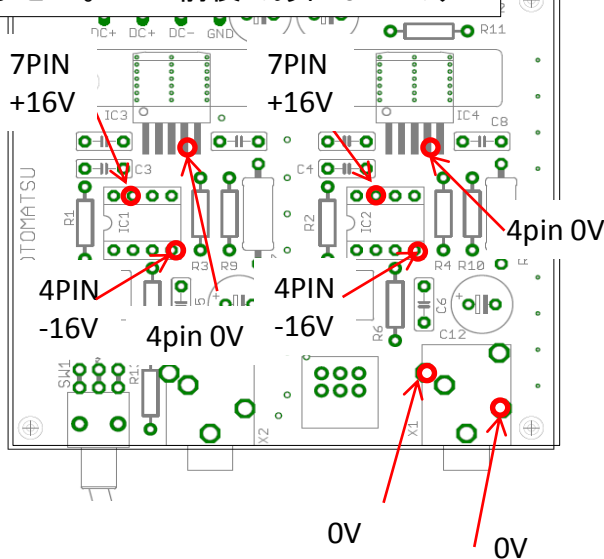 DC+ DC+ DC- GND
R11
7PIN
+16V
7PIN
+16V
IC3
IC4
C8
C3
C4
R1
IC1
R3
R9
R2
IC2
R4
R10
OTOMATSU
4pin 0V
4PIN
-16V
4pin 0V
4PIN
-16V
R6
C6
C12
SW1
X2
X1
0V
0V